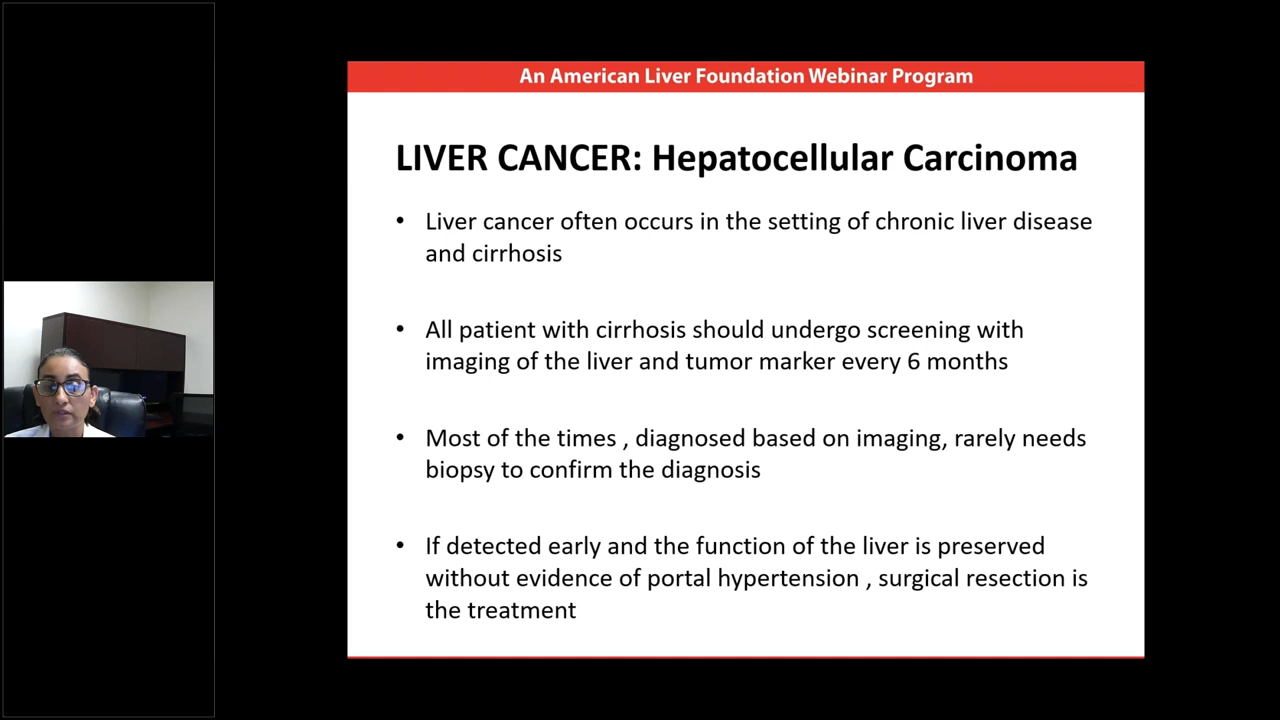 An American Liver Foundation Webinar Program
LIVER CANCER: Hepatocellular Carcinoma
• Liver cancer often occurs in the setting of chronic liver disease
and cirrhosis
• All patient with cirrhosis should undergo screening with
imaging of the liver and tumor marker every 6 months
• Most of the times , diagnosed based on imaging, rarely needs
biopsy to confirm the diagnosis
• If detected early and the function of the liver is preserved
without evidence of portal hypertension , surgical resection is
the treatment